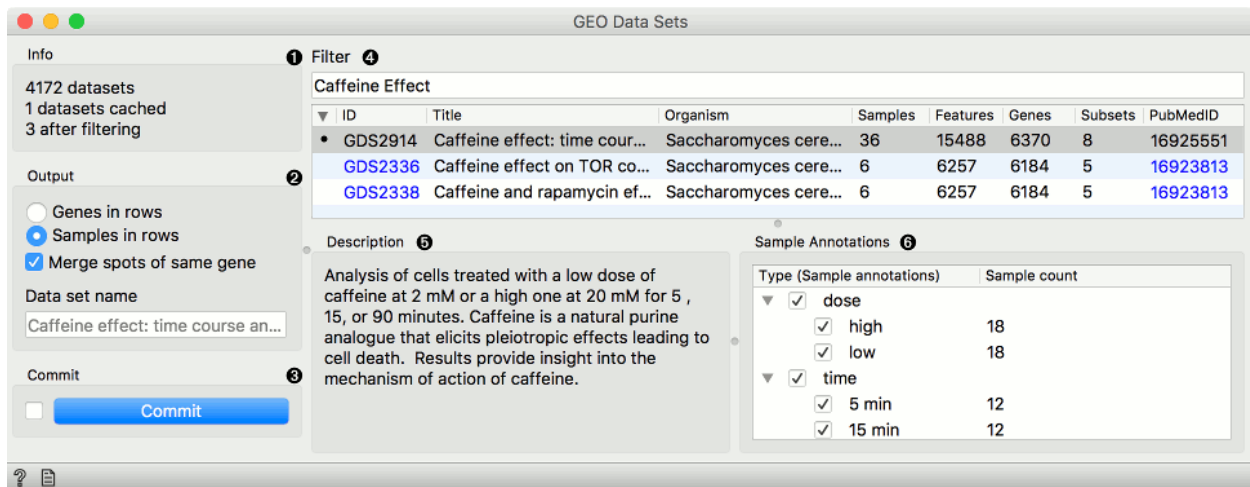 GEO Data Sets
Info ❶
4172 datasets
1 datasets cached
3 after filtering
Output ❷
Genes in rows
Samples in rows
Merge spots of same gene
Data set name
Caffeine effect: time course an...
Commit ❸
Commit
Filter ❹
Caffeine Effect
ID Title Organism Samples Features Genes Subsets PubMedID
• GDS2914 Caffeine effect: time cour... Saccharomyces cere... 36 15488 6370 8 16925551
GDS2336 Caffeine effect on TOR co... Saccharomyces cere... 6 6257 6184 5 16923813
GDS2338 Caffeine and rapamycin ef... Saccharomyces cere... 6 6257 6184 5 16923813
Description ❺
Analysis of cells treated with a low dose of
caffeine at 2 mM or a high one at 20 mM for 5 ,
15, or 90 minutes. Caffeine is a natural purine
analogue that elicits pleiotropic effects leading to
cell death.  Results provide insight into the
mechanism of action of caffeine.
Sample Annotations ❻
Type (Sample annotations) Sample count
dose
high 18
low 18
time
5 min 12
15 min 12
?